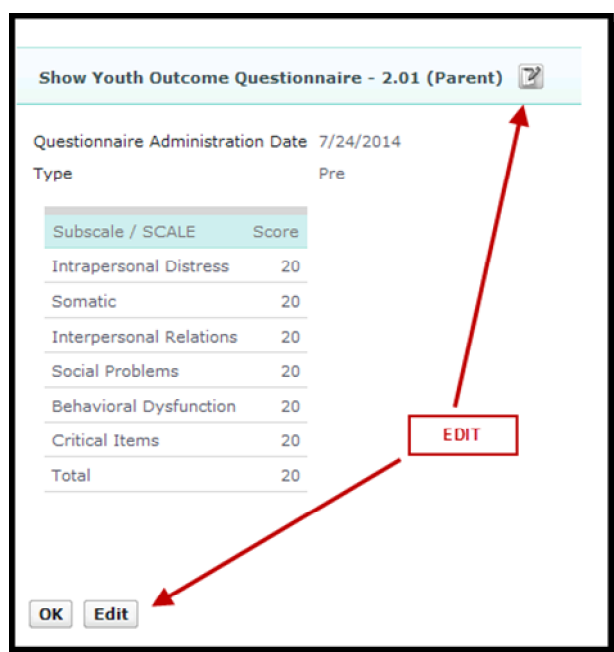 Show Youth Outcome Questionnaire - 2.01 (Parent)
Questionnaire Administration Date 7/24/2014
Type Pre
Subscale / SCALE Score
Intrapersonal Distress 20
Somatic 20
Interpersonal Relations 20
Social Problems 20
Behavioral Dysfunction 20
Critical Items 20
Total 20
EDIT
OK Edit